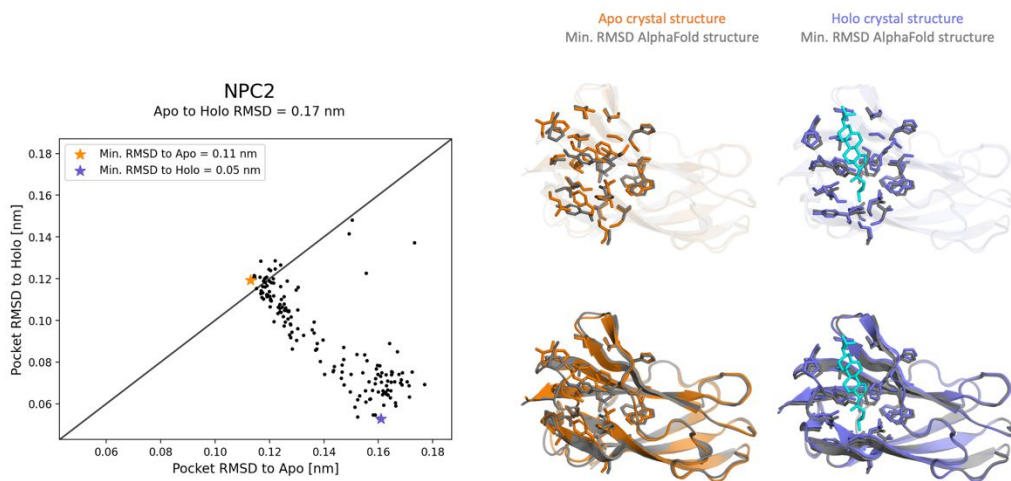 Apo crystal structure
Min. RMSD AlphaFold structure
Holo crystal structure
Min. RMSD AlphaFold structure
NPC2
Apo to Holo RMSD = 0.17 nm
Min. RMSD to Apo = 0.11 nm
Min. RMSD to Holo = 0.05 nm
Pocket RMSD to Holo [nm]
0.18
0.16
0.14
0.12
0.10
0.08
0.06
0.06 0.08 0.10 0.12 0.14 0.16 0.18
Pocket RMSD to Apo [nm]